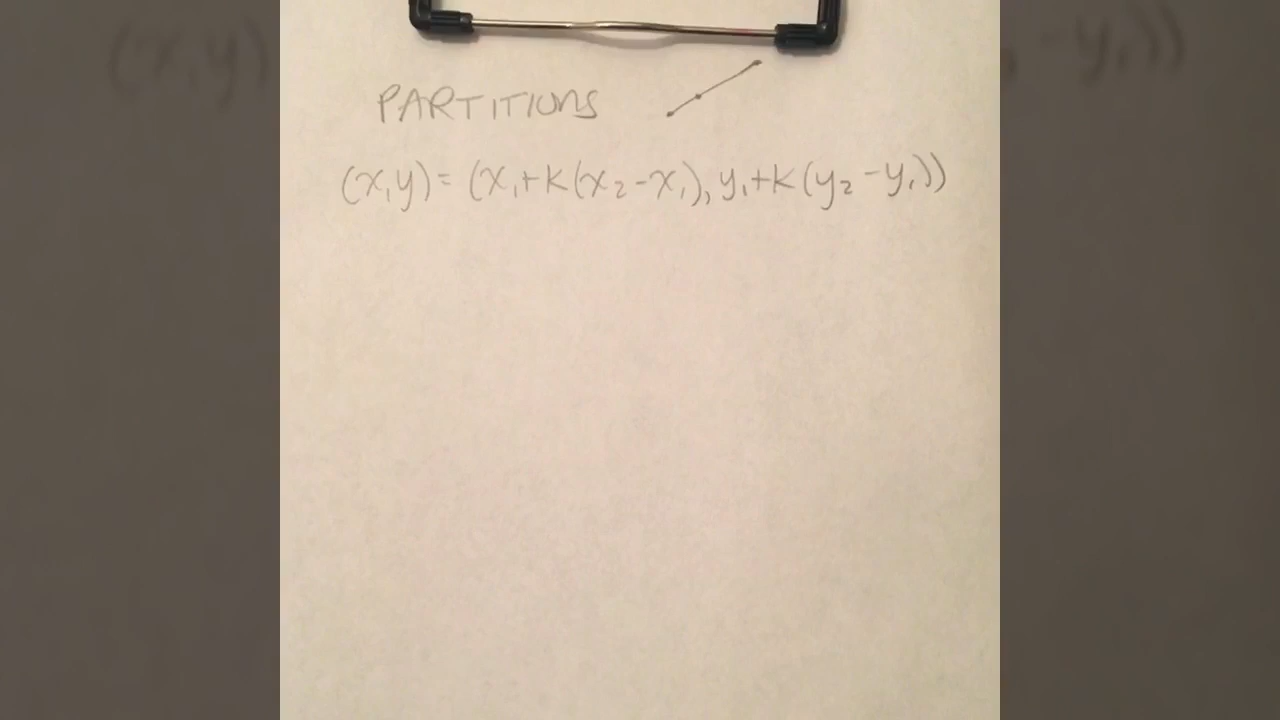 PARTITIONS
(x,y) = (x₁+K(x₂-x₁), y₁+K(y₂-y₁))